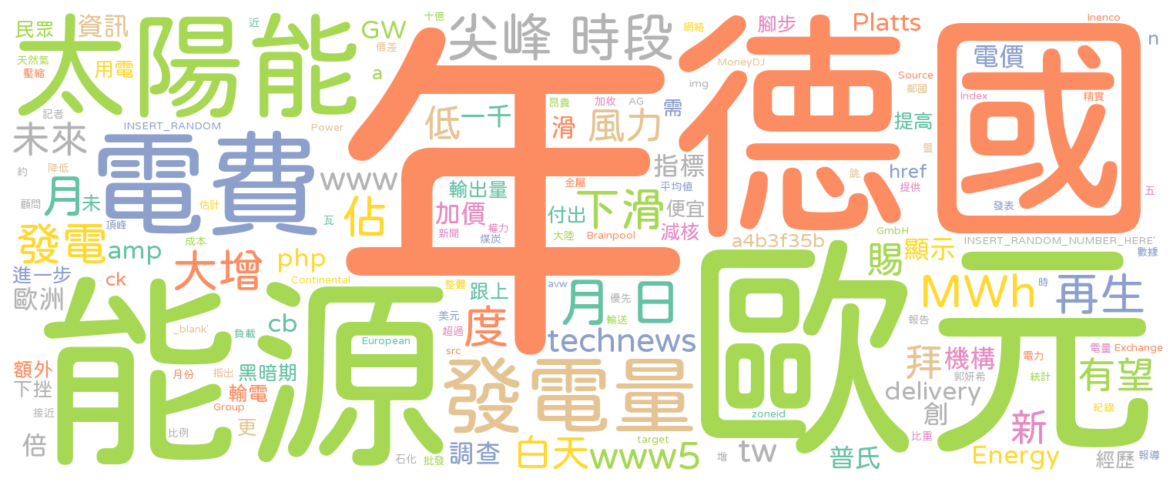 民眾 資訊 近 十億 網絡 腳步 Platts Inenco
太陽能 GW 價差 尖峰 時段 德國 電價 n
天然氣 壓縮 用電 a MoneyDJ img Source 鄰國 Index 精實
記者 INSERT_RANDOM Power 低 一千 昂貴 加收 AG 需 提高
未來 電費 年 滑 風力 指標
約 降低 www 輸出量 金屬 平均值 href 提供 跳 五
顧問 月 未 估計 佔 加價 權力 付出 下滑 便宜 發表
頂峰 瓦 新聞 煤炭 大陸 Brainpool 減核 GmbH
發電 amp 成本 a4b3f35b 賜 顯示 INSERT_RANDOM_NUMBER_HERE' 數據
進一步 大增 php 整體 跟上 月 日 歐元 MWh 再生 時
歐洲 ck Continental avw 優先
能源 _blank' cb 負載 美元 度 輸送 報告
超過 European technews 拜 機構 電力 電量 Exchange
額外 月份 指出 黑暗期 src 發電量 郭妍希 統計 有望
下挫 輸電 delivery
接近 Group 更 zoneid 創 比重 新 紀錄
倍 比例 target
石化 批發 調查 白天 www5 增 tw 普氏 Energy 經歷 報導